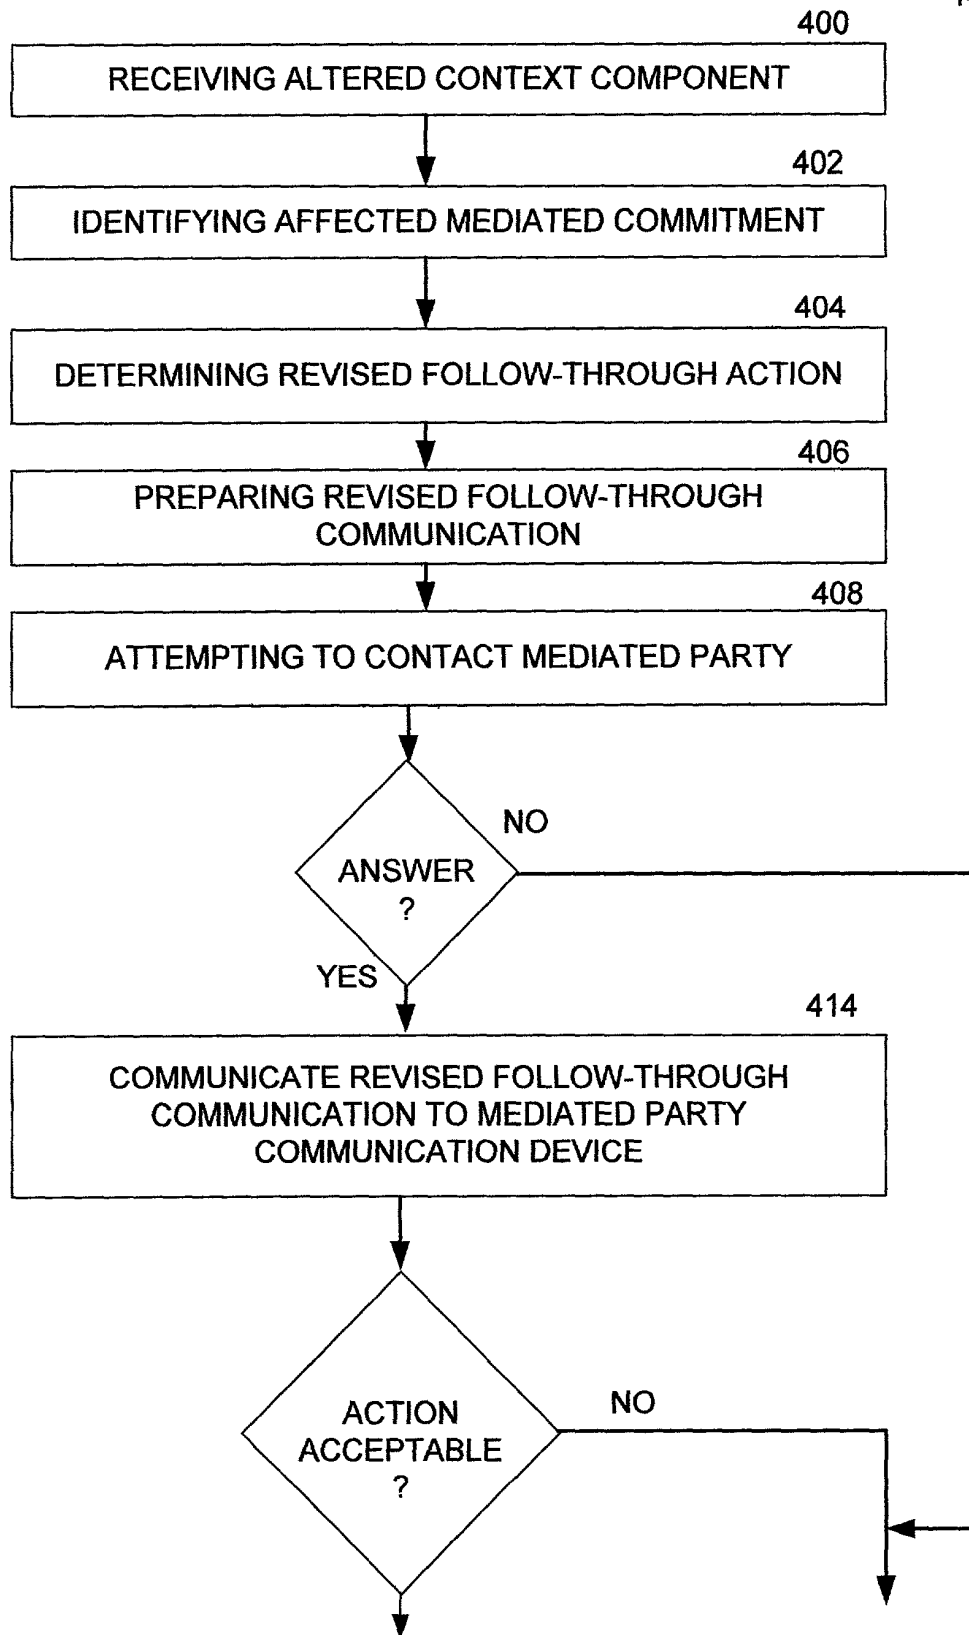 400
RECEIVING ALTERED CONTEXT COMPONENT
402
IDENTIFYING AFFECTED MEDIATED COMMITMENT
404
DETERMINING REVISED FOLLOW-THROUGH ACTION
406
PREPARING REVISED FOLLOW-THROUGH
COMMUNICATION
408
ATTEMPTING TO CONTACT MEDIATED PARTY
NO
ANSWER
?
YES
414
COMMUNICATE REVISED FOLLOW-THROUGH
COMMUNICATION TO MEDIATED PARTY
COMMUNICATION DEVICE
NO
ACTION
ACCEPTABLE
?